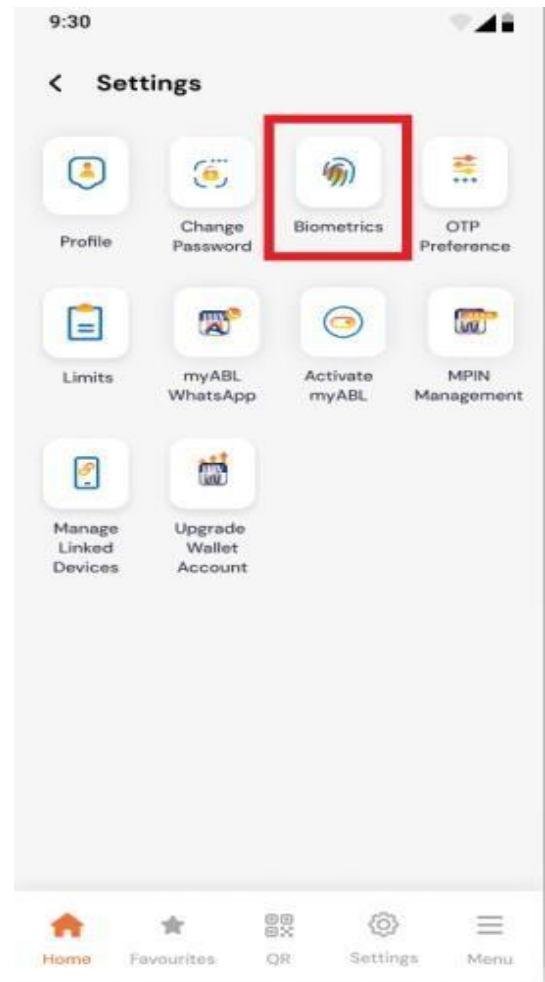 9:30
Settings
Profile
Change
Password
Biometrics
OTP
Preference
Limits
myABL
WhatsApp
Activate
myABL
MPIN
Management
Manage
Linked
Devices
Upgrade
Wallet
Account
Home
Favourites
QR
Settings
Menu